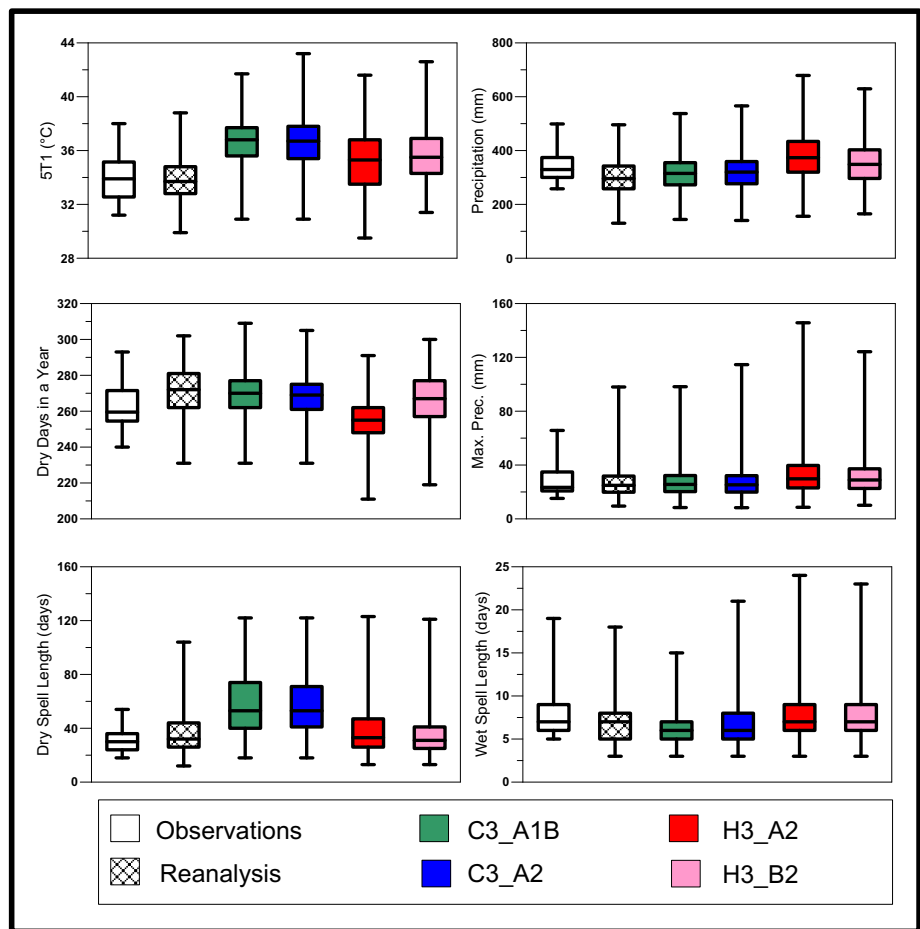 44
40
36
32
28
5T1 (°C)
800
600
400
200
0
Precipitation (mm)
320
300
280
260
240
220
200
Dry Days in a Year
160
120
80
40
0
Max. Prec. (mm)
160
120
80
40
0
Dry Spell Length (days)
25
20
15
10
5
0
Wet Spell Length (days)
Observations
C3_A1B
H3_A2
Reanalysis
C3_A2
H3_B2